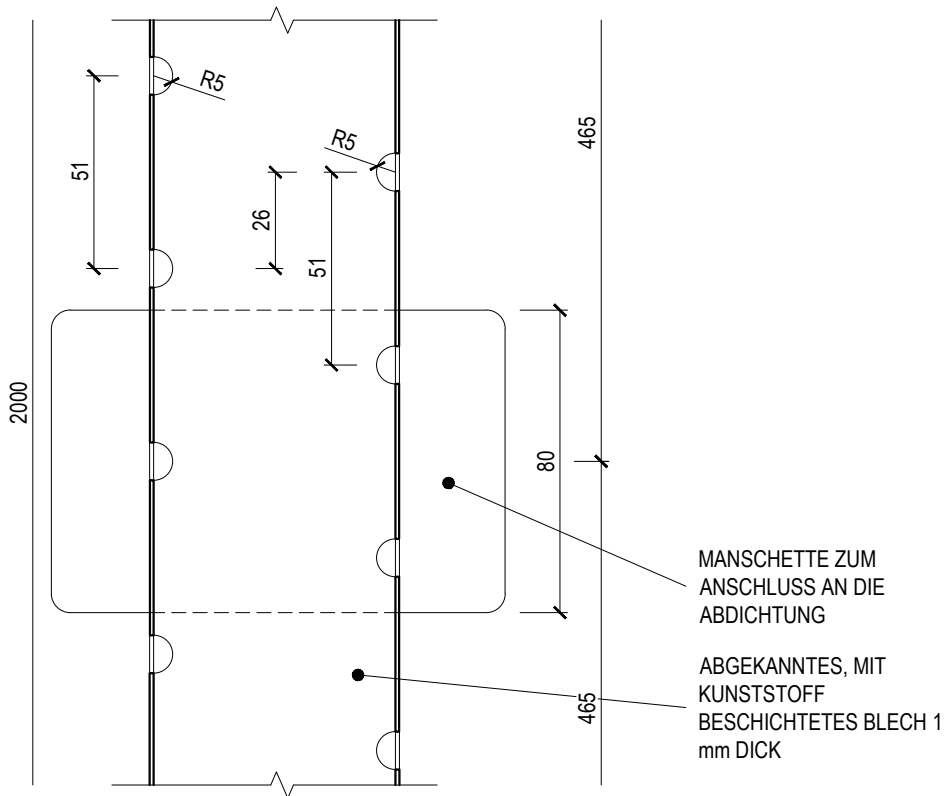 R5
R5
465
51
26
51
2000
80
MANSCHETTE ZUM
ANSCHLUSS AN DIE
ABDICHTUNG
ABGEKANNTES, MIT
KUNSTSTOFF
BESCHICHTETES BLECH 1
mm DICK
465